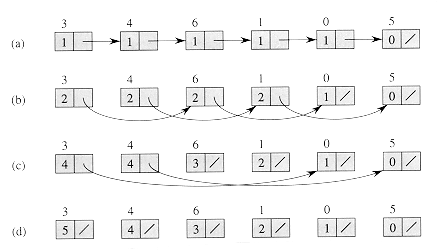 3 4 6 1 0 5
(a) 1 1 1 1 1 0 /
3 4 6 1 0 5
(b) 2 2 2 2 1 / 0 /
3 4 6 1 0 5
(c) 4 4 3 / 2 / 1 / 0 /
3 4 6 1 0 5
(d) 5 / 4 / 3 / 2 / 1 / 0 /